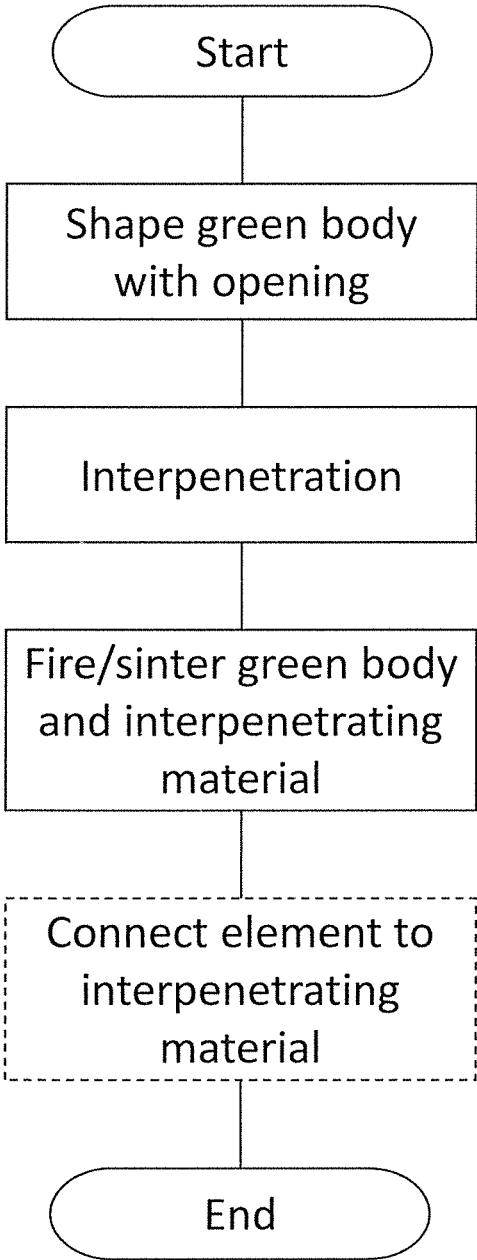 Start
Shape green body
with opening
Interpenetration
Fire/sinter green body
and interpenetrating
material
Connect element to
interpenetrating
material
End